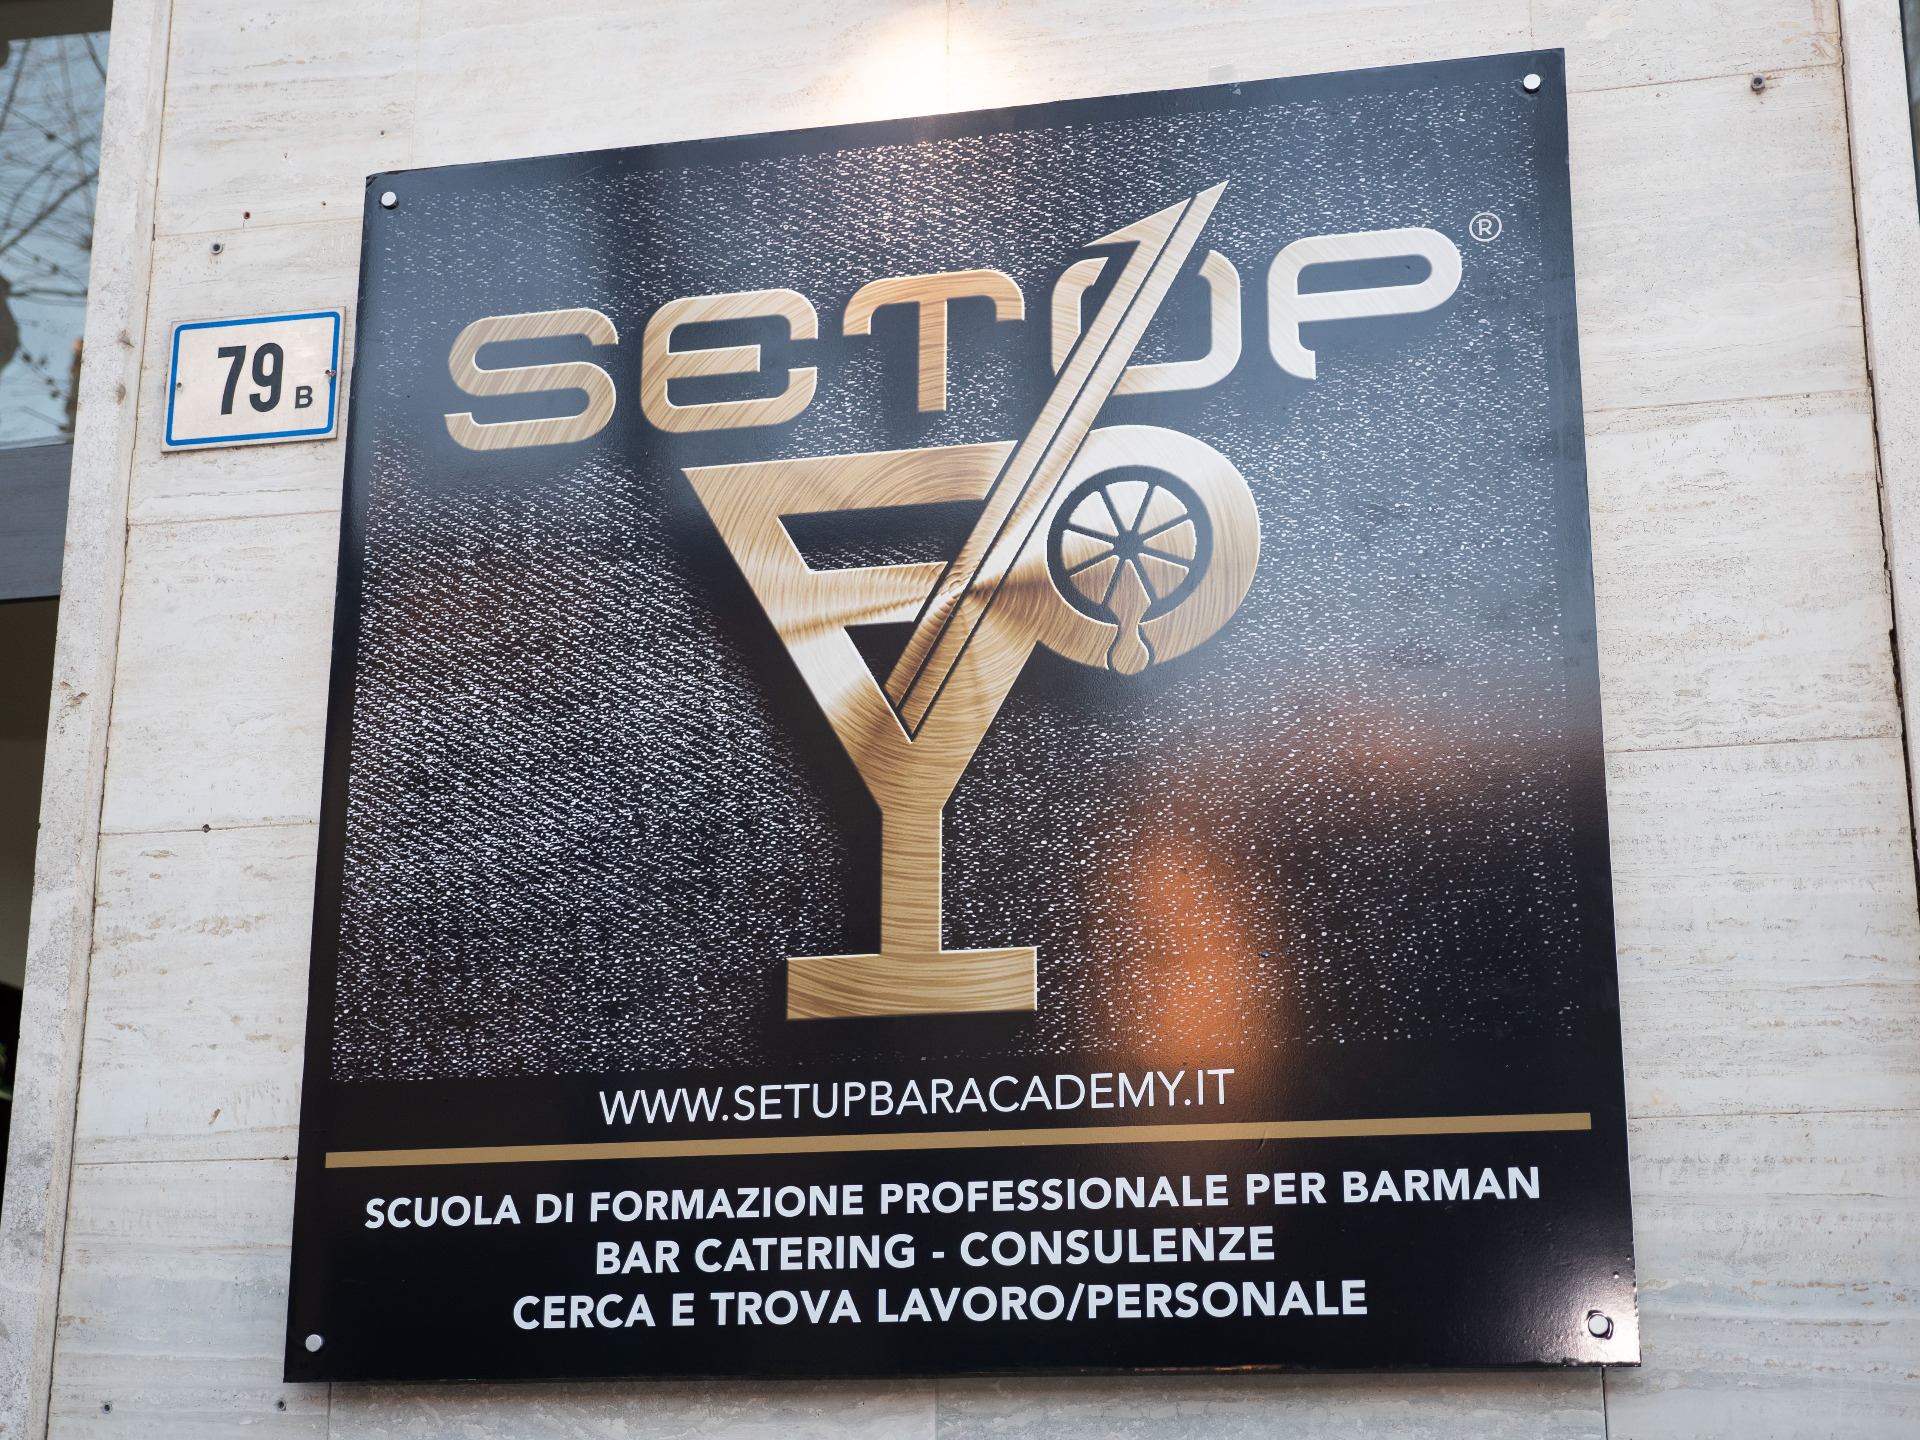 SETUP®
79 B
WWW.SETUPBARACADEMY.IT
SCUOLA DI FORMAZIONE PROFESSIONALE PER BARMAN
BAR CATERING - CONSULENZE
CERCA E TROVA LAVORO/PERSONALE